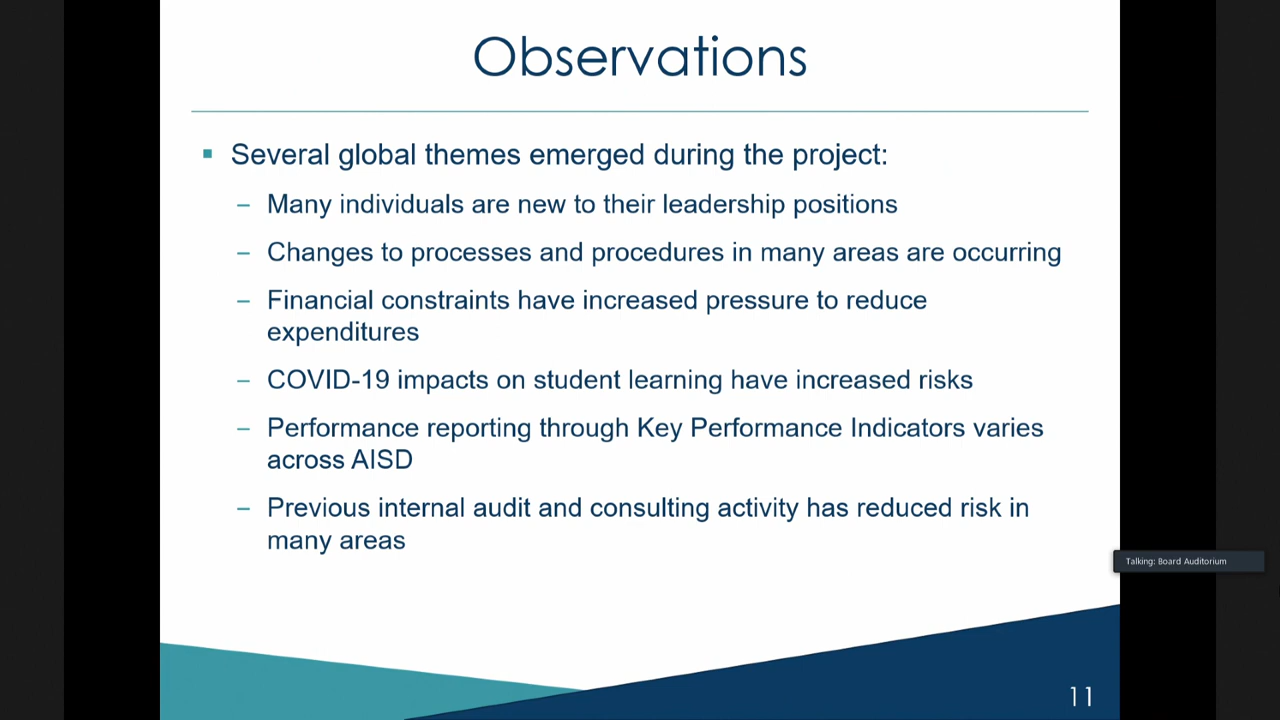 Observations
▪ Several global themes emerged during the project:
– Many individuals are new to their leadership positions
– Changes to processes and procedures in many areas are occurring
– Financial constraints have increased pressure to reduce
expenditures
– COVID-19 impacts on student learning have increased risks
– Performance reporting through Key Performance Indicators varies
across AISD
– Previous internal audit and consulting activity has reduced risk in
many areas
Talking: Board Auditorium
11